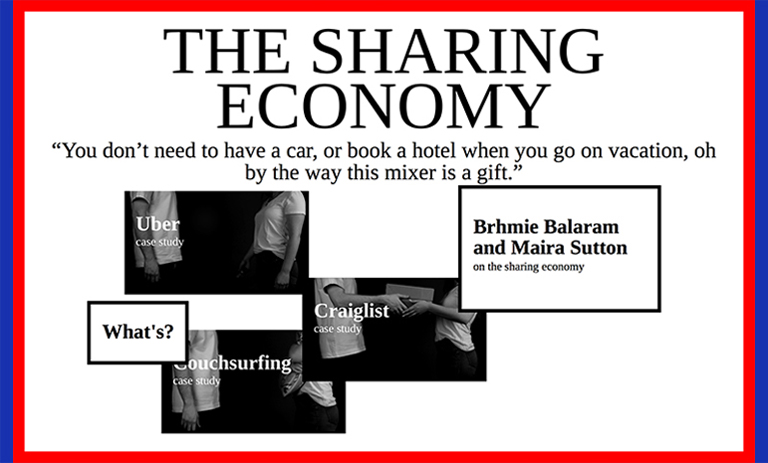 THE SHARING
ECONOMY
“You don’t need to have a car, or book a hotel when you go on vacation, oh
by the way this mixer is a gift.”
Uber
case study
Brhmie Balaram
and Maira Sutton
on the sharing economy
Craiglist
case study
What's?
Couchsurfing
case study